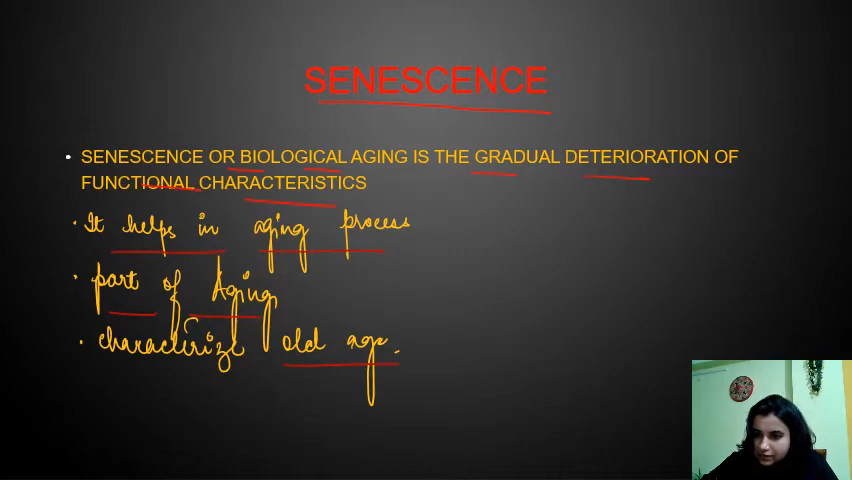 SENESCENCE
• SENESCENCE OR BIOLOGICAL AGING IS THE GRADUAL DETERIORATION OF
FUNCTIONAL CHARACTERISTICS
· It helps in aging process
· part of Aging
· characterize old age.